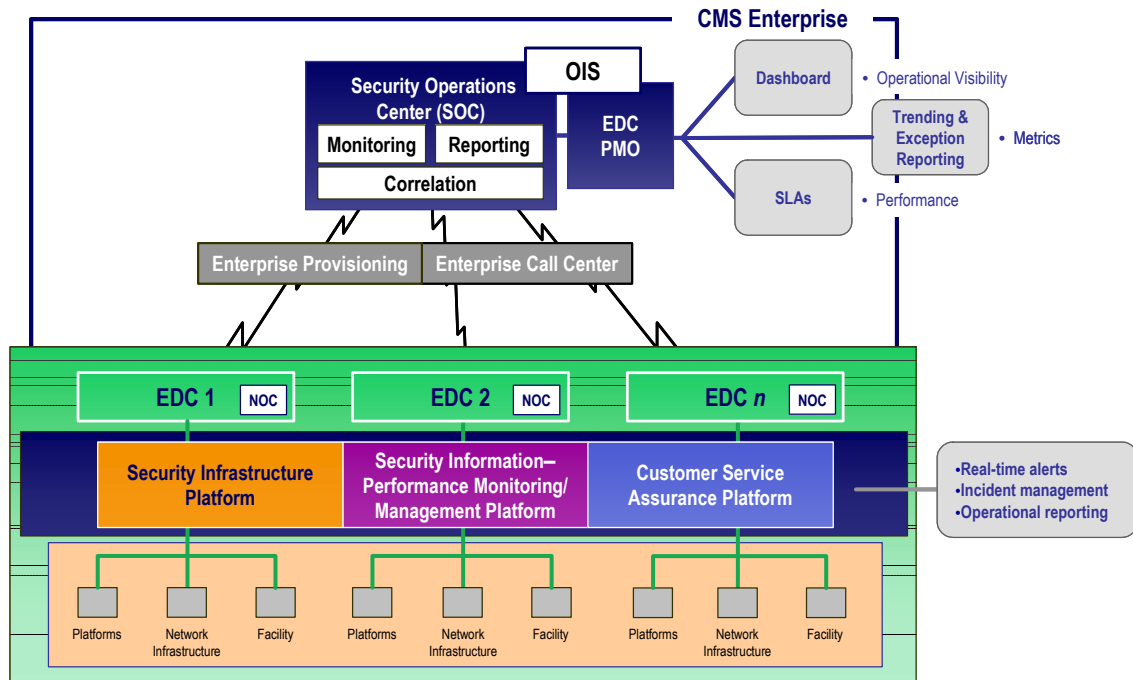 CMS Enterprise
OIS
Security Operations
Center (SOC)
Monitoring
Reporting
Correlation
EDC
PMO
Dashboard
• Operational Visibility
Trending &
Exception
Reporting
• Metrics
SLAs
• Performance
Enterprise Provisioning
Enterprise Call Center
EDC 1
NOC
EDC 2
NOC
EDC n
NOC
Security Infrastructure
Platform
Security Information–
Performance Monitoring/
Management Platform
Customer Service
Assurance Platform
•Real-time alerts
•Incident management
•Operational reporting
Platforms
Network
Infrastructure
Facility
Platforms
Network
Infrastructure
Facility
Platforms
Network
Infrastructure
Facility